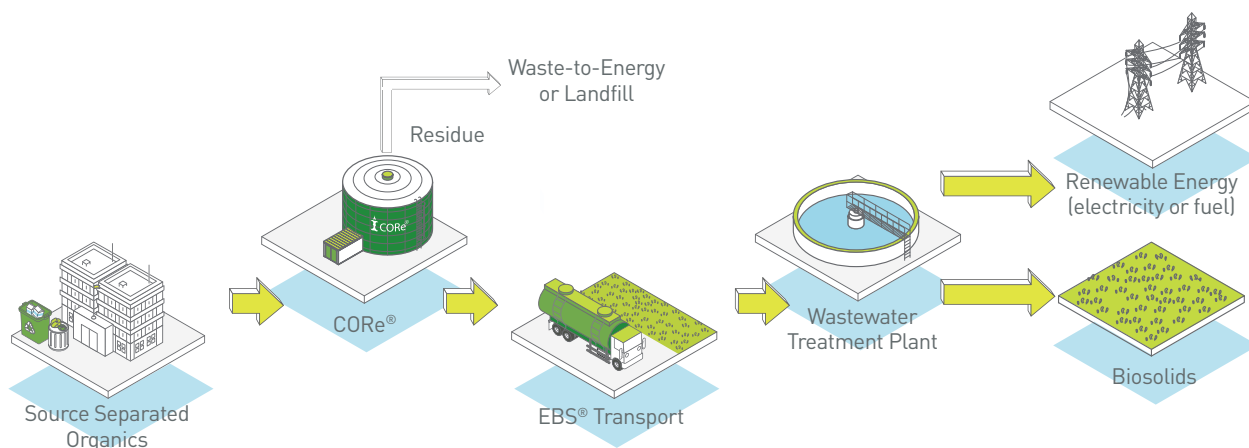 Waste-to-Energy
or Landfill
Residue
CORe®
CORe®
Source Separated
Organics
EBS® Transport
Wastewater
Treatment Plant
Renewable Energy
(electricity or fuel)
Biosolids